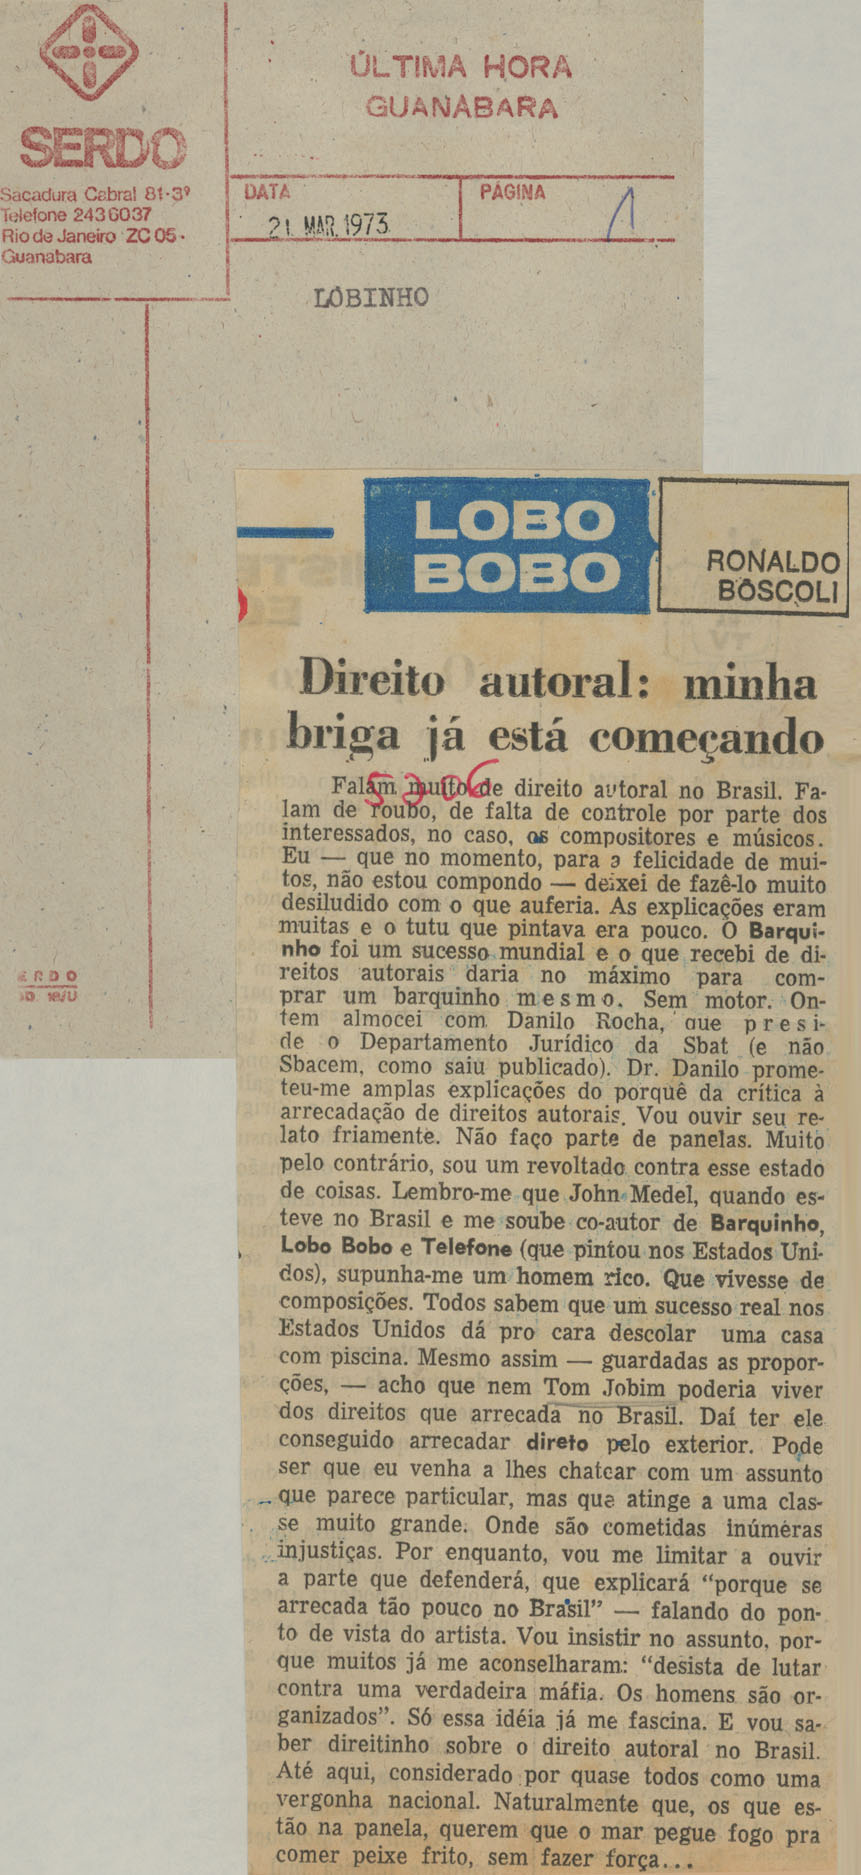 SERDO
Sacadura Cabral 81-3º
Telefone 243 6037
Rio de Janeiro ZC 05 -
Guanabara
ÚLTIMA HORA
GUANABARA
DATA
21 MAR. 1973
PÁGINA
1
LOBINHO
LOBO
BOBO
RONALDO
BÔSCOLI
Direito autoral: minha
briga já está começando
5206
Falam muito de direito autoral no Brasil. Fa-
lam de roubo, de falta de controle por parte dos
interessados, no caso, os compositores e músicos.
Eu — que no momento, para a felicidade de mui-
tos, não estou compondo — deixei de fazê-lo muito
desiludido com o que auferia. As explicações eram
muitas e o tutu que pintava era pouco. O Barqui-
nho foi um sucesso mundial e o que recebi de di-
reitos autorais daria no máximo para com-
prar um barquinho mesmo. Sem motor. On-
tem almocei com Danilo Rocha, que presi-
de o Departamento Jurídico da Sbat (e não
Sbacem, como saiu publicado). Dr. Danilo prome-
teu-me amplas explicações do porquê da crítica à
arrecadação de direitos autorais. Vou ouvir seu re-
lato friamente. Não faço parte de panelas. Muito
pelo contrário, sou um revoltado contra esse estado
de coisas. Lembro-me que John Medel, quando es-
teve no Brasil e me soube co-autor de Barquinho,
Lobo Bobo e Telefone (que pintou nos Estados Uni-
dos), supunha-me um homem rico. Que vivesse de
composições. Todos sabem que um sucesso real nos
Estados Unidos dá pro cara descolar uma casa
com piscina. Mesmo assim — guardadas as propor-
ções, — acho que nem Tom Jobim poderia viver
dos direitos que arrecada no Brasil. Daí ter ele
conseguido arrecadar direto pelo exterior. Pode
ser que eu venha a lhes chatear com um assunto
que parece particular, mas que atinge a uma clas-
se muito grande. Onde são cometidas inúmeras
injustiças. Por enquanto, vou me limitar a ouvir
a parte que defenderá, que explicará “porque se
arrecada tão pouco no Brasil” — falando do pon-
to de vista do artista. Vou insistir no assunto, por-
que muitos já me aconselharam: “desista de lutar
contra uma verdadeira máfia. Os homens são or-
ganizados”. Só essa idéia já me fascina. E vou sa-
ber direitinho sobre o direito autoral no Brasil.
Até aqui, considerado por quase todos como uma
vergonha nacional. Naturalmente que, os que es-
tão na panela, querem que o mar pegue fogo pra
comer peixe frito, sem fazer força...